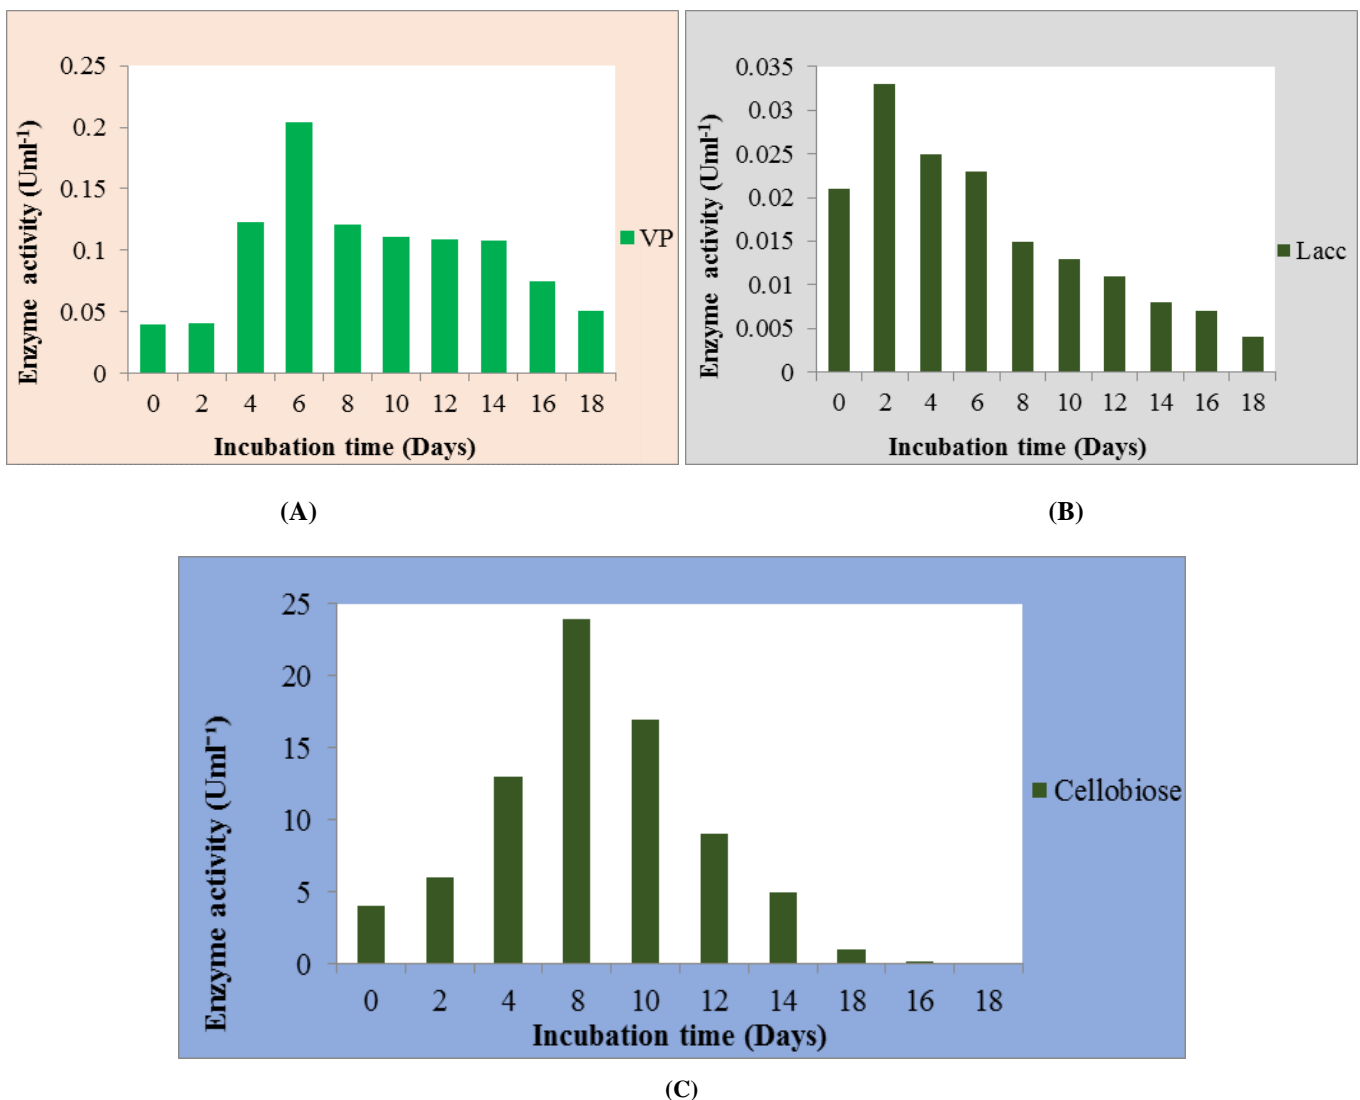 0.25
0.2
0.15
0.1
0.05
0
Enzyme activity (Uml⁻¹)
0 2 4 6 8 10 12 14 16 18
Incubation time (Days)
VP
(A)
0.035
0.03
0.025
0.02
0.015
0.01
0.005
0
Enzyme activity (Uml⁻¹)
0 2 4 6 8 10 12 14 16 18
Incubation time (Days)
Lacc
(B)
25
20
15
10
5
0
Enzyme activity (Uml⁻¹)
0 2 4 8 10 12 14 18 16 18
Incubation time (Days)
Cellobiose
(C)